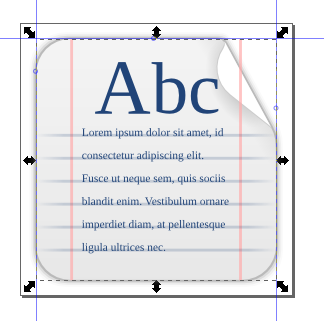 Abc
Lorem ipsum dolor sit amet, id
consectetur adipiscing elit.
Fusce ut neque sem, quis sociis
blandit enim. Vestibulum ornare
imperdiet diam, at pellentesque
ligula ultrices nec.